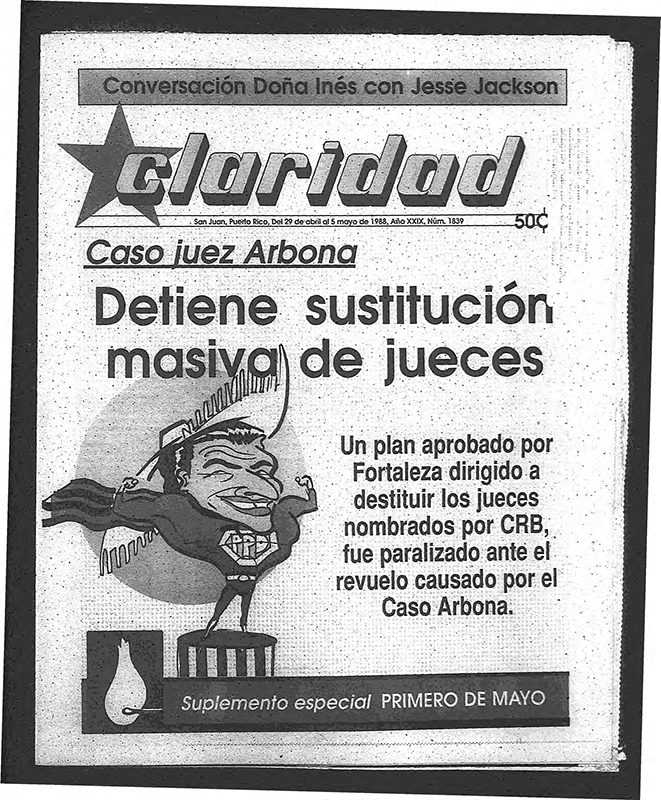 Conversación Doña Inés con Jesse Jackson
claridad
San Juan, Puerto Rico, Del 29 de abril al 5 mayo de 1988, Año XXIX, Núm. 1839
50¢
Caso juez Arbona
Detiene sustitución
masiva de jueces
Un plan aprobado por
Fortaleza dirigido a
destituir los jueces
nombrados por CRB,
fue paralizado ante el
revuelo causado por el
Caso Arbona.
PPD
Suplemento especial PRIMERO DE MAYO